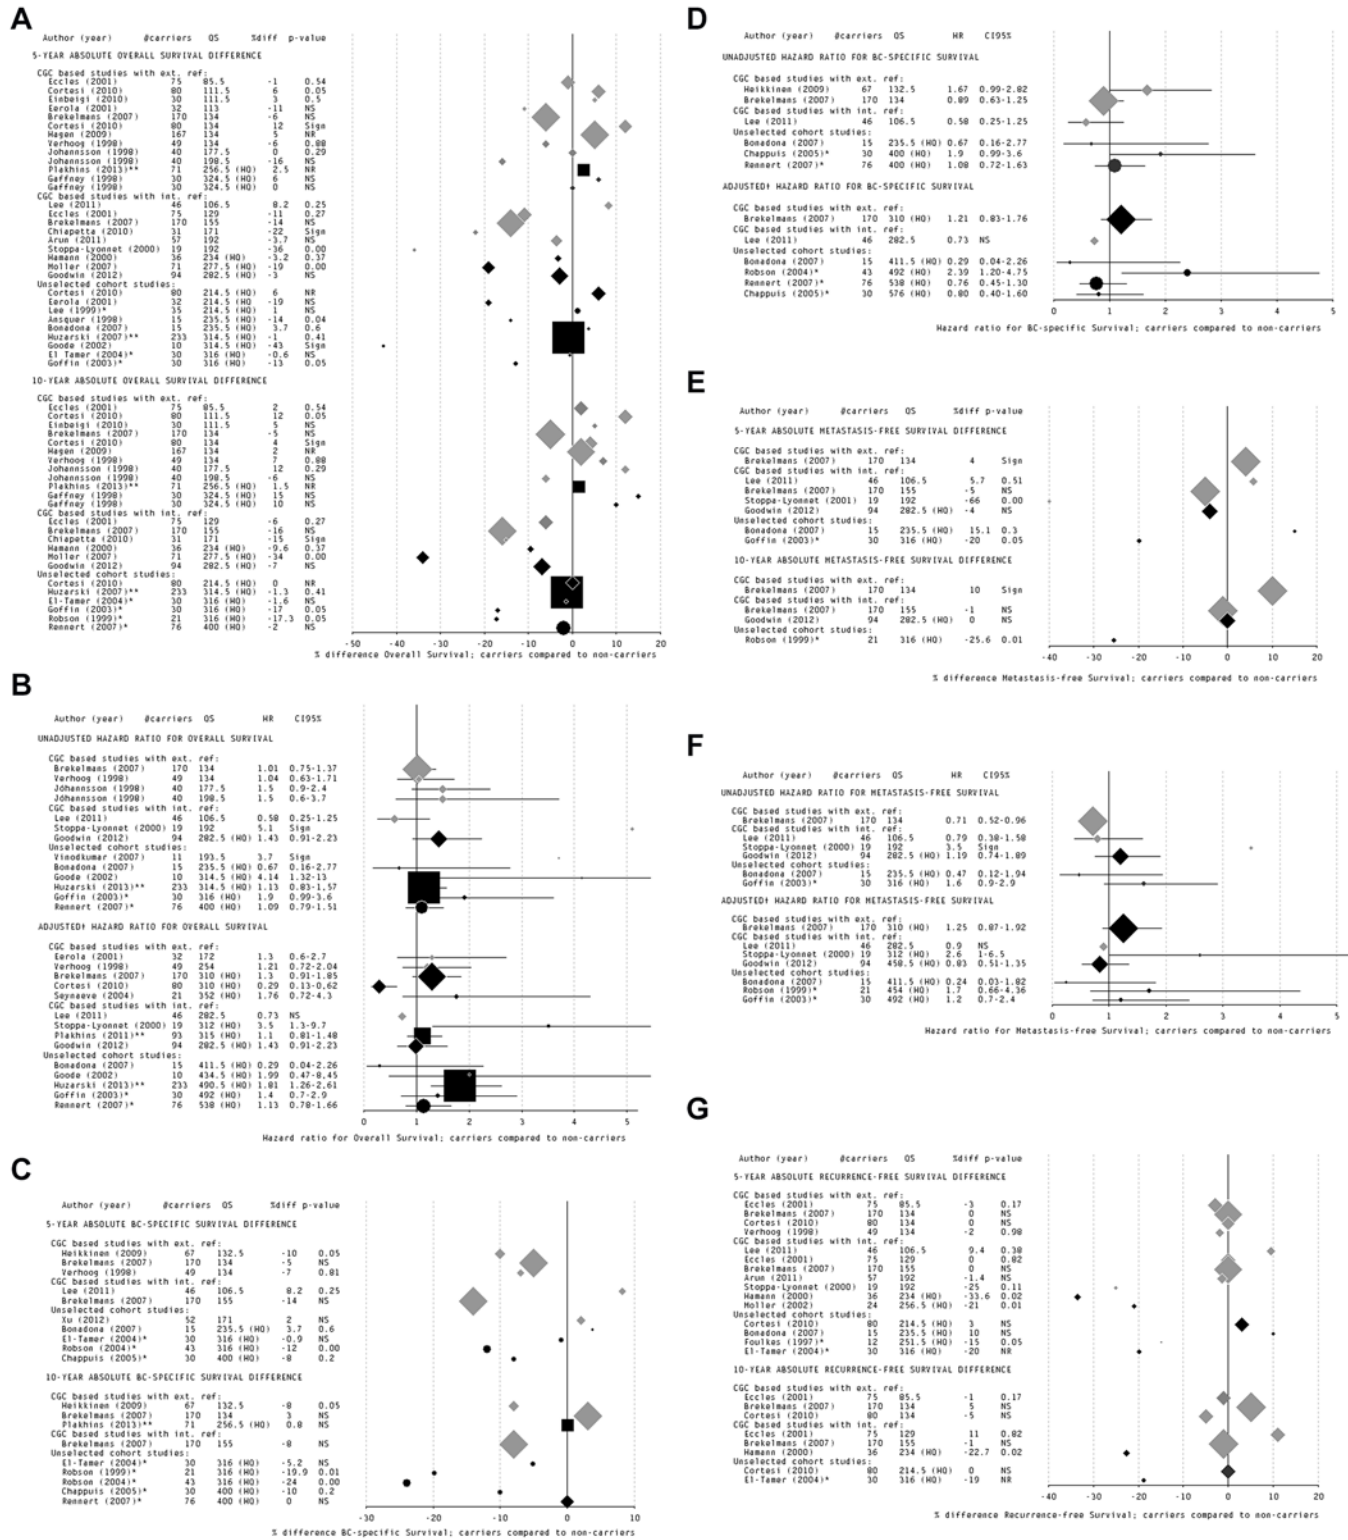 A
Author (year) #carriers QS %diff p-value
5-YEAR ABSOLUTE OVERALL SURVIVAL DIFFERENCE
CGC based studies with ext. ref:
Eccles (2001) 75 85.5 -1 0.54
Cortesi (2010) 80 111.5 6 0.05
Einbeigi (2010) 30 111.5 3 0.5
Eerola (2001) 32 113 -11 NS
Brekelmans (2007) 170 134 -6 NS
Cortesi (2010) 80 134 12 Sign
Hagen (2009) 167 134 5 NR
Verhoog (1998) 49 134 -6 0.88
Johannsson (1998) 40 177.5 0 0.29
Johannsson (1998) 40 198.5 -16 NS
Plakhins (2013)** 71 256.5 (HQ) 2.5 NR
Gaffney (1998) 30 324.5 (HQ) 6 NS
Gaffney (1998) 30 324.5 (HQ) 0 NS
CGC based studies with int. ref:
Lee (2011) 46 106.5 8.2 0.25
Eccles (2001) 75 129 -11 0.27
Brekelmans (2007) 170 155 -14 NS
Chiapetta (2010) 31 171 -22 Sign
Arun (2011) 57 192 -3.7 NS
Stoppa-Lyonnet (2000) 19 192 -36 0.00
Hamann (2000) 36 234 (HQ) -3.2 0.37
Moller (2007) 71 277.5 (HQ) -19 0.00
Goodwin (2012) 94 282.5 (HQ) -3 NS
Unselected cohort studies:
Cortesi (2010) 80 214.5 (HQ) 6 NR
Eerola (2001) 32 214.5 (HQ) -19 NS
Lee (1999)* 35 214.5 (HQ) 1 NS
Ansquer (1998) 15 235.5 (HQ) -14 0.04
Bonadona (2007) 15 235.5 (HQ) 3.7 0.6
Huzarski (2007)** 233 314.5 (HQ) -1 0.41
Goode (2002) 10 314.5 (HQ) -43 Sign
El Tamer (2004)* 30 316 (HQ) -0.6 NS
Goffin (2003)* 30 316 (HQ) -13 0.05
10-YEAR ABSOLUTE OVERALL SURVIVAL DIFFERENCE
CGC based studies with ext. ref:
Eccles (2001) 75 85.5 2 0.54
Cortesi (2010) 80 111.5 12 0.05
Einbeigi (2010) 30 111.5 5 NS
Brekelmans (2007) 170 134 -5 NS
Cortesi (2010) 80 134 4 Sign
Hagen (2009) 167 134 2 NR
Verhoog (1998) 49 134 7 0.88
Johannsson (1998) 40 177.5 12 0.29
Johannsson (1998) 40 198.5 -6 NS
Plakhins (2013)** 71 256.5 (HQ) 1.5 NR
Gaffney (1998) 30 324.5 (HQ) 15 NS
Gaffney (1998) 30 324.5 (HQ) 10 NS
CGC based studies with int. ref:
Eccles (2001) 75 129 -6 0.27
Brekelmans (2007) 170 155 -16 NS
Chiapetta (2010) 31 171 -15 Sign
Hamann (2000) 36 234 (HQ) -9.6 0.37
Moller (2007) 71 277.5 (HQ) -34 0.00
Goodwin (2012) 94 282.5 (HQ) -7 NS
Unselected cohort studies:
Cortesi (2010) 80 214.5 (HQ) 0 NR
Huzarski (2007)** 233 314.5 (HQ) -1.3 0.41
El-Tamer (2004)* 30 316 (HQ) -1.6 NS
Goffin (2003)* 30 316 (HQ) -17 0.05
Robson (1999)* 21 316 (HQ) -17.3 0.05
Rennert (2007)* 76 400 (HQ) -2 NS
-50 -40 -30 -20 -10 0 10 20
% difference Overall Survival; carriers compared to non-carriers
B
Author (year) #carriers QS HR CI95%
UNADJUSTED HAZARD RATIO FOR OVERALL SURVIVAL
CGC based studies with ext. ref:
Brekelmans (2007) 170 134 1.01 0.75-1.37
Verhoog (1998) 49 134 1.04 0.63-1.71
Jöhannsson (1998) 40 177.5 1.5 0.9-2.4
Jöhannsson (1998) 40 198.5 1.5 0.6-3.7
CGC based studies with int. ref:
Lee (2011) 46 106.5 0.58 0.25-1.25
Stoppa-Lyonnet (2000) 19 192 5.1 Sign
Goodwin (2012) 94 282.5 (HQ) 1.43 0.91-2.23
Unselected cohort studies:
Vinodkumar (2007) 11 193.5 3.7 Sign
Bonadona (2007) 15 235.5 (HQ) 0.67 0.16-2.77
Goode (2002) 10 314.5 (HQ) 4.14 1.32-13
Huzarski (2013)** 233 314.5 (HQ) 1.13 0.83-1.57
Goffin (2003)* 30 316 (HQ) 1.9 0.99-3.6
Rennert (2007)* 76 400 (HQ) 1.09 0.79-1.51
ADJUSTED† HAZARD RATIO FOR OVERALL SURVIVAL
CGC based studies with ext. ref:
Eerola (2001) 32 172 1.3 0.6-2.7
Verhoog (1998) 49 254 1.21 0.72-2.04
Brekelmans (2007) 170 310 (HQ) 1.3 0.91-1.85
Cortesi (2010) 80 310 (HQ) 0.29 0.13-0.62
Seynaeve (2004) 21 352 (HQ) 1.76 0.72-4.3
CGC based studies with int. ref:
Lee (2011) 46 282.5 0.73 NS
Stoppa-Lyonnet (2000) 19 312 (HQ) 3.5 1.3-9.7
Plakhins (2011)** 93 315 (HQ) 1.1 0.81-1.48
Goodwin (2012) 94 282.5 (HQ) 1.43 0.91-2.23
Unselected cohort studies:
Bonadona (2007) 15 411.5 (HQ) 0.29 0.04-2.26
Goode (2002) 10 434.5 (HQ) 1.99 0.47-8.45
Huzarski (2013)** 233 490.5 (HQ) 1.81 1.26-2.61
Goffin (2003)* 30 492 (HQ) 1.4 0.7-2.9
Rennert (2007)* 76 538 (HQ) 1.13 0.78-1.66
0 1 2 3 4 5
Hazard ratio for Overall Survival; carriers compared to non-carriers
C
Author (year) #carriers QS %diff p-value
5-YEAR ABSOLUTE BC-SPECIFIC SURVIVAL DIFFERENCE
CGC based studies with ext. ref:
Heikkinen (2009) 67 132.5 -10 0.05
Brekelmans (2007) 170 134 -5 NS
Verhoog (1998) 49 134 -7 0.81
CGC based studies with int. ref:
Lee (2011) 46 106.5 8.2 0.25
Brekelmans (2007) 170 155 -14 NS
Unselected cohort studies:
Xu (2012) 52 171 2 NS
Bonadona (2007) 15 235.5 (HQ) 3.7 0.6
El-Tamer (2004)* 30 316 (HQ) -0.9 NS
Robson (2004)* 43 316 (HQ) -12 0.00
Chappuis (2005)* 30 400 (HQ) -8 0.2
10-YEAR ABSOLUTE BC-SPECIFIC SURVIVAL DIFFERENCE
CGC based studies with ext. ref:
Heikkinen (2009) 67 132.5 -8 0.05
Brekelmans (2007) 170 134 3 NS
Plakhins (2013)** 71 256.5 (HQ) 0.8 NS
CGC based studies with int. ref:
Brekelmans (2007) 170 155 -8 NS
Unselected cohort studies:
El-Tamer (2004)* 30 316 (HQ) -5.2 NS
Robson (1999)* 21 316 (HQ) -19.9 0.01
Robson (2004)* 43 316 (HQ) -24 0.00
Chappuis (2005)* 30 400 (HQ) -10 0.2
Rennert (2007)* 76 400 (HQ) 0 NS
-30 -20 -10 0 10
% difference BC-specific Survival; carriers compared to non-carriers
D
Author (year) #carriers QS HR CI95%
UNADJUSTED HAZARD RATIO FOR BC-SPECIFIC SURVIVAL
CGC based studies with ext. ref:
Heikkinen (2009) 67 132.5 1.67 0.99-2.82
Brekelmans (2007) 170 134 0.89 0.63-1.25
CGC based studies with int. ref:
Lee (2011) 46 106.5 0.58 0.25-1.25
Unselected cohort studies:
Bonadona (2007) 15 235.5 (HQ) 0.67 0.16-2.77
Chappuis (2005)* 30 400 (HQ) 1.9 0.99-3.6
Rennert (2007)* 76 400 (HQ) 1.08 0.72-1.63
ADJUSTED† HAZARD RATIO FOR BC-SPECIFIC SURVIVAL
CGC based studies with ext. ref:
Brekelmans (2007) 170 310 (HQ) 1.21 0.83-1.76
CGC based studies with int. ref:
Lee (2011) 46 282.5 0.73 NS
Unselected cohort studies:
Bonadona (2007) 15 411.5 (HQ) 0.29 0.04-2.26
Robson (2004)* 43 492 (HQ) 2.39 1.20-4.75
Rennert (2007)* 76 538 (HQ) 0.76 0.45-1.30
Chappuis (2005)* 30 576 (HQ) 0.80 0.40-1.60
0 1 2 3 4 5
Hazard ratio for BC-specific Survival; carriers compared to non-carriers
E
Author (year) #carriers QS %diff p-value
5-YEAR ABSOLUTE METASTASIS-FREE SURVIVAL DIFFERENCE
CGC based studies with ext. ref:
Brekelmans (2007) 170 134 4 Sign
CGC based studies with int. ref:
Lee (2011) 46 106.5 5.7 0.51
Brekelmans (2007) 170 155 -5 NS
Stoppa-Lyonnet (2001) 19 192 -66 0.00
Goodwin (2012) 94 282.5 (HQ) -4 NS
Unselected cohort studies:
Bonadona (2007) 15 235.5 (HQ) 15.1 0.3
Goffin (2003)* 30 316 (HQ) -20 0.05
10-YEAR ABSOLUTE METASTASIS-FREE SURVIVAL DIFFERENCE
CGC based studies with ext. ref:
Brekelmans (2007) 170 134 10 Sign
CGC based studies with int. ref:
Brekelmans (2007) 170 155 -1 NS
Goodwin (2012) 94 282.5 (HQ) 0 NS
Unselected cohort studies:
Robson (1999)* 21 316 (HQ) -25.6 0.01
-40 -30 -20 -10 0 10 20
% difference Metastasis-free Survival; carriers compared to non-carriers
F
Author (year) #carriers QS HR CI95%
UNADJUSTED HAZARD RATIO FOR METASTASIS-FREE SURVIVAL
CGC based studies with ext. ref:
Brekelmans (2007) 170 134 0.71 0.52-0.96
CGC based studies with int. ref:
Lee (2011) 46 106.5 0.79 0.38-1.58
Stoppa-Lyonnet (2000) 19 192 3.5 Sign
Goodwin (2012) 94 282.5 (HQ) 1.19 0.74-1.89
Unselected cohort studies:
Bonadona (2007) 15 235.5 (HQ) 0.47 0.12-1.94
Goffin (2003)* 30 316 (HQ) 1.6 0.9-2.9
ADJUSTED† HAZARD RATIO FOR METASTASIS-FREE SURVIVAL
CGC based studies with ext. ref:
Brekelmans (2007) 170 310 (HQ) 1.25 0.87-1.92
CGC based studies with int. ref:
Lee (2011) 46 282.5 0.9 NS
Stoppa-Lyonnet (2000) 19 312 (HQ) 2.6 1-6.5
Goodwin (2012) 94 458.5 (HQ) 0.83 0.51-1.35
Unselected cohort studies:
Bonadona (2007) 15 411.5 (HQ) 0.24 0.03-1.82
Robson (1999)* 21 454 (HQ) 1.7 0.66-4.36
Goffin (2003)* 30 492 (HQ) 1.2 0.7-2.4
0 1 2 3 4 5
Hazard ratio for Metastasis-free Survival; carriers compared to non-carriers
G
Author (year) #carriers QS %diff p-value
5-YEAR ABSOLUTE RECURRENCE-FREE SURVIVAL DIFFERENCE
CGC based studies with ext. ref:
Eccles (2001) 75 85.5 -3 0.17
Brekelmans (2007) 170 134 0 NS
Cortesi (2010) 80 134 0 NS
Verhoog (1998) 49 134 -2 0.98
CGC based studies with int. ref:
Lee (2011) 46 106.5 9.4 0.38
Eccles (2001) 75 129 0 0.82
Brekelmans (2007) 170 155 0 NS
Arun (2011) 57 192 -1.4 NS
Stoppa-Lyonnet (2000) 19 192 -25 0.11
Hamann (2000) 36 234 (HQ) -33.6 0.02
Moller (2002) 24 256.5 (HQ) -21 0.01
Unselected cohort studies:
Cortesi (2010) 80 214.5 (HQ) 3 NS
Bonadona (2007) 15 235.5 (HQ) 10 NS
Foulkes (1997)* 12 251.5 (HQ) -15 0.05
El-Tamer (2004)* 30 316 (HQ) -20 NR
10-YEAR ABSOLUTE RECURRENCE-FREE SURVIVAL DIFFERENCE
CGC based studies with ext. ref:
Eccles (2001) 75 85.5 -1 0.17
Brekelmans (2007) 170 134 5 NS
Cortesi (2010) 80 134 -5 NS
CGC based studies with int. ref:
Eccles (2001) 75 129 11 0.82
Brekelmans (2007) 170 155 -1 NS
Hamann (2000) 36 234 (HQ) -22.7 0.02
Unselected cohort studies:
Cortesi (2010) 80 214.5 (HQ) 0 NS
El-Tamer (2004)* 30 316 (HQ) -19 NR
-40 -30 -20 -10 0 10 20
% difference Recurrence-free Survival; carriers compared to non-carriers